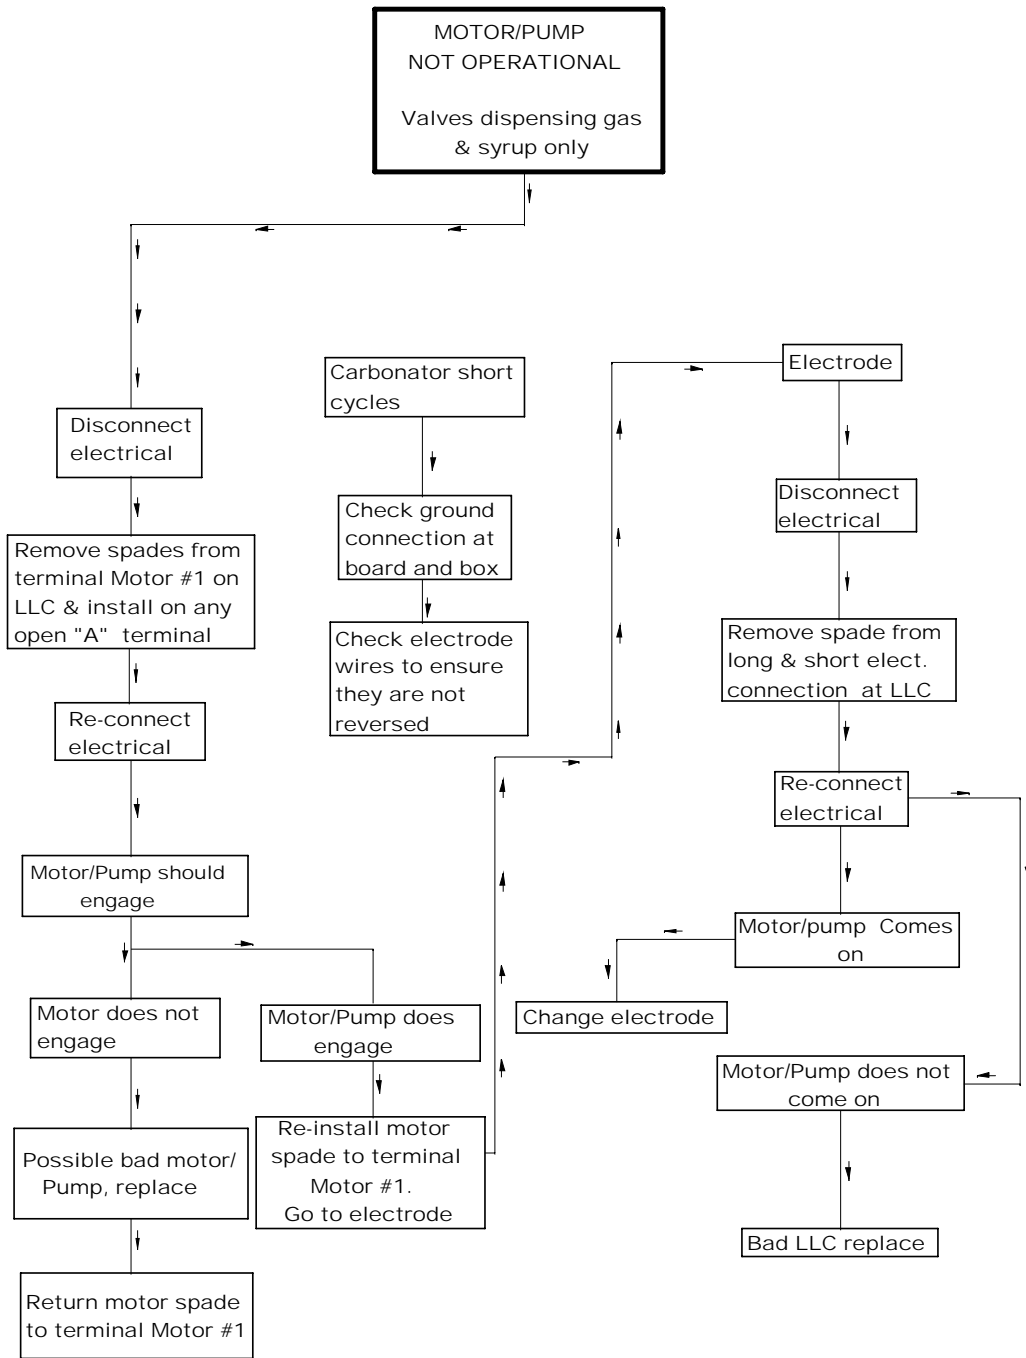 MOTOR/PUMP
NOT OPERATIONAL
Valves dispensing gas
& syrup only
Disconnect
electrical
Remove spades from
terminal Motor #1 on
LLC & install on any
open "A" terminal
Re-connect
electrical
Motor/Pump should
engage
Motor does not
engage
Possible bad motor/
Pump, replace
Return motor spade
to terminal Motor #1
Motor/Pump does
engage
Re-install motor
spade to terminal
Motor #1.
Go to electrode
Carbonator short
cycles
Check ground
connection at
board and box
Check electrode
wires to ensure
they are not
reversed
Electrode
Disconnect
electrical
Remove spade from
long & short elect.
connection at LLC
Re-connect
electrical
Motor/pump Comes
on
Change electrode
Motor/Pump does not
come on
Bad LLC replace